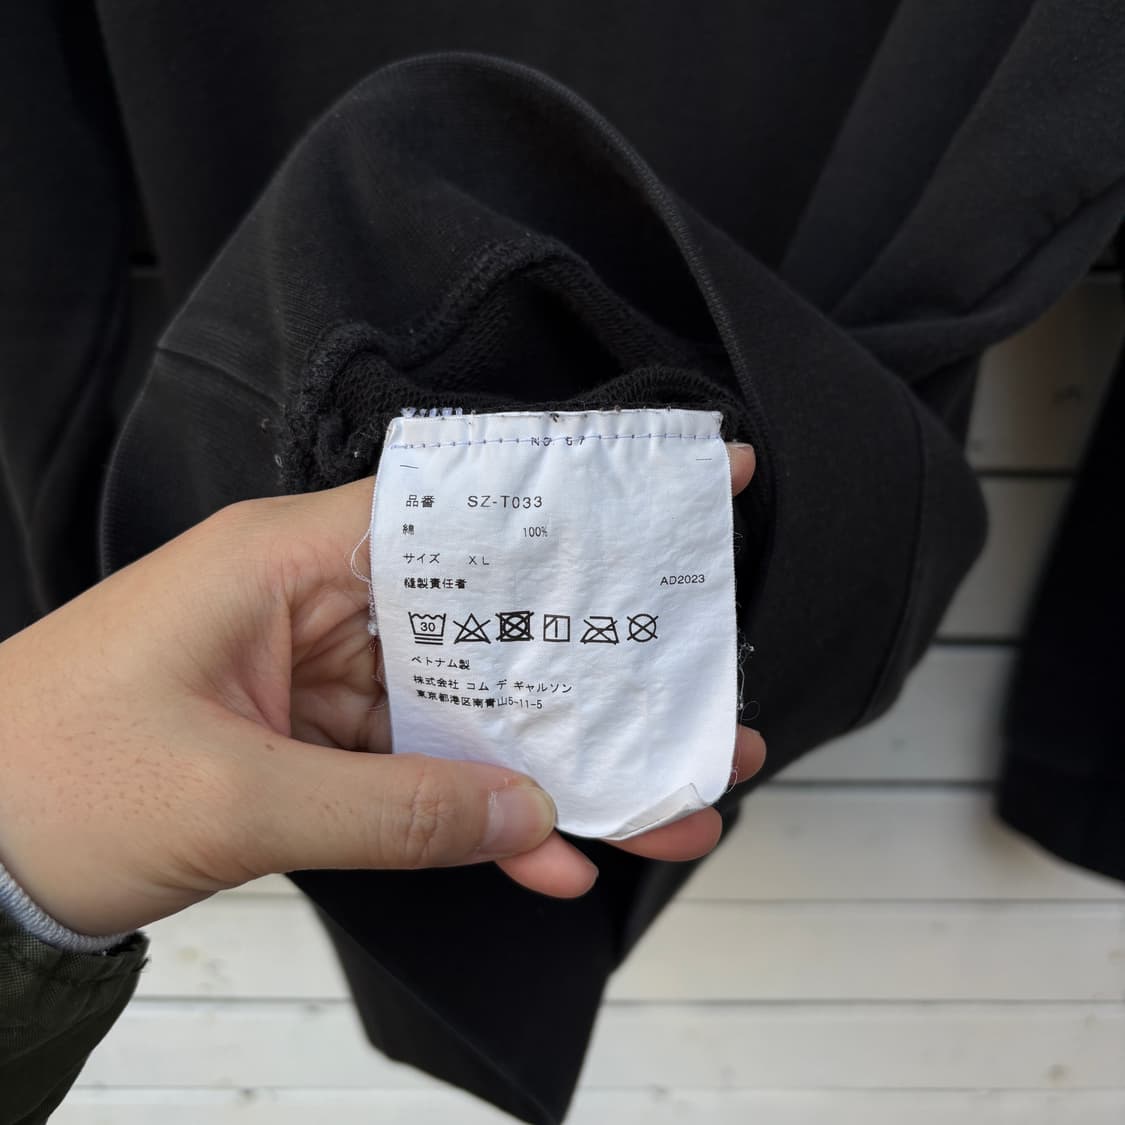 品番 SZ-T033
綿 100%
サイズ XL
縫製責任者 AD2023
30
ベトナム製
株式会社 コム デ ギャルソン
東京都港区南青山5-11-5